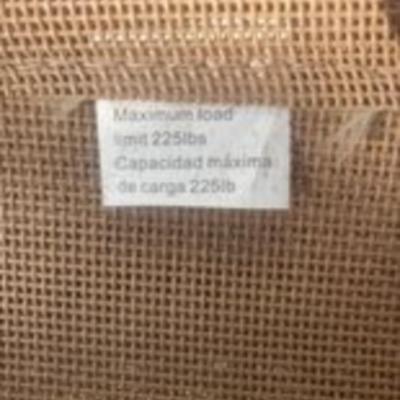 Maximum load
limit 225lbs
Capacidad máxima
de carga 225lb